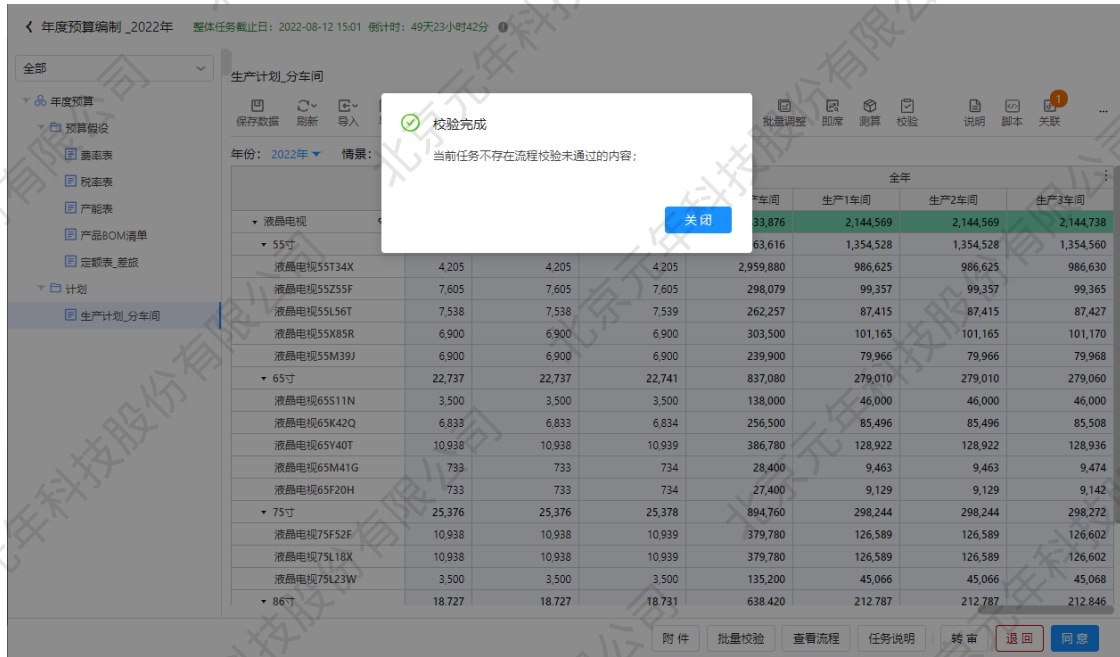 年度预算编制 _2022年 整体任务截止日：2022-08-12 15:01 倒计时：49天23小时42分
全部
年度预算
预算假设
费率表
税率表
产能表
产品BOM清单
定额表_差旅
计划
生产计划_分车间
生产计划_分车间
保存数据 刷新 导入 批量调整 即席 测算 校验 说明 脚本 关联 1 ...
年份： 2022年 情景：
校验完成
当前任务不存在流程校验未通过的内容；
关 闭
全年
车间 生产1车间 生产2车间 生产3车间
液晶电视 33,876 2,144,569 2,144,569 2,144,738
55寸 63,616 1,354,528 1,354,528 1,354,560
液晶电视55T34X 4,205 4,205 4,205 2,959,880 986,625 986,625 986,630
液晶电视55Z55F 7,605 7,605 7,605 298,079 99,357 99,357 99,365
液晶电视55L56T 7,538 7,538 7,539 262,257 87,415 87,415 87,427
液晶电视55X85R 6,900 6,900 6,900 303,500 101,165 101,165 101,170
液晶电视55M39J 6,900 6,900 6,900 239,900 79,966 79,966 79,968
65寸 22,737 22,737 22,741 837,080 279,010 279,010 279,060
液晶电视65S11N 3,500 3,500 3,500 138,000 46,000 46,000 46,000
液晶电视65K42Q 6,833 6,833 6,834 256,500 85,496 85,496 85,508
液晶电视65Y40T 10,938 10,938 10,939 386,780 128,922 128,922 128,936
液晶电视65M41G 733 733 734 28,400 9,463 9,463 9,474
液晶电视65F20H 733 733 734 27,400 9,129 9,129 9,142
75寸 25,376 25,376 25,378 894,760 298,244 298,244 298,272
液晶电视75F52F 10,938 10,938 10,939 379,780 126,589 126,589 126,602
液晶电视75L18X 10,938 10,938 10,939 379,780 126,589 126,589 126,602
液晶电视75L23W 3,500 3,500 3,500 135,200 45,066 45,066 45,068
86寸 18,727 18,727 18,731 638,420 212,787 212,787 212,846
附 件 批量校验 查看流程 任务说明 转 审 退 回 同 意
北京元年科技股份有限公司